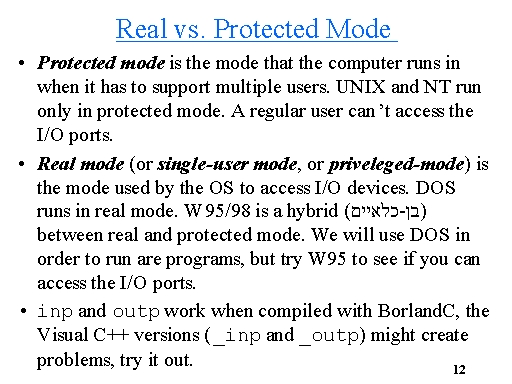 Real vs. Protected Mode
• Protected mode is the mode that the computer runs in
when it has to support multiple users. UNIX and NT run
only in protected mode. A regular user can’t access the
I/O ports.
• Real mode (or single-user mode, or priveleged-mode) is
the mode used by the OS to access I/O devices. DOS
runs in real mode. W95/98 is a hybrid (בן-כלאיים)
between real and protected mode. We will use DOS in
order to run are programs, but try W95 to see if you can
access the I/O ports.
• inp and outp work when compiled with BorlandC, the
Visual C++ versions (_inp and _outp) might create
problems, try it out.
12